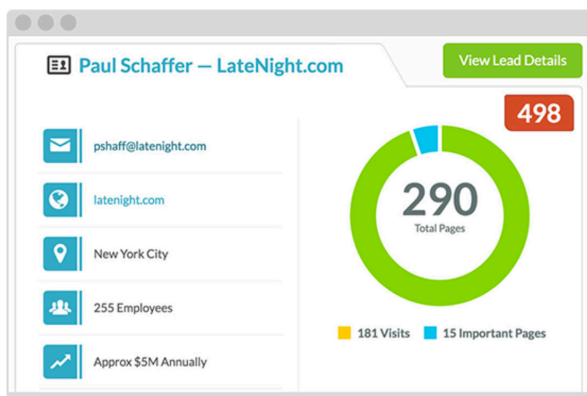 Paul Schaffer — LateNight.com
View Lead Details
498
pshaff@latenight.com
latenight.com
New York City
255 Employees
Approx $5M Annually
290
Total Pages
181 Visits
15 Important Pages